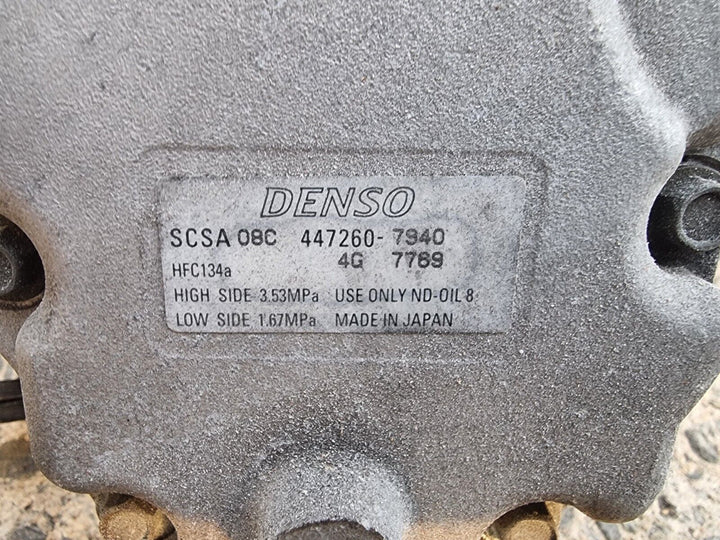 DENSO
SCSA 08C 447260-7940
4G 7769
HFC134a
HIGH SIDE 3.53MPa USE ONLY ND-OIL 8
LOW SIDE 1.67MPa MADE IN JAPAN